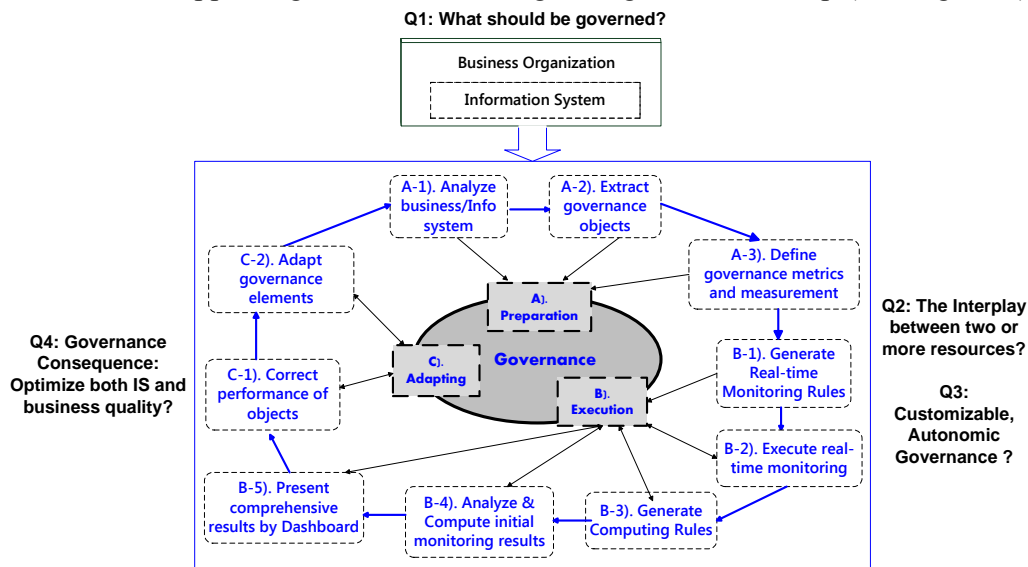 Q1: What should be governed?
Business Organization
Information System
A-1). Analyze
business/Info
system
A-2). Extract
governance
objects
C-2). Adapt
governance
elements
A-3). Define
governance metrics
and measurement
A).
Preparation
Q2: The Interplay
between two or
more resources?
Q4: Governance
Consequence:
Optimize both IS and
business quality?
Governance
C-1). Correct
performance of
objects
C).
Adapting
B-1). Generate
Real-time
Monitoring Rules
B).
Execution
Q3:
Customizable,
Autonomic
Governance ?
B-2). Execute real-
time monitoring
B-5). Present
comprehensive
results by Dashboard
B-4). Analyze &
Compute initial
monitoring results
B-3). Generate
Computing Rules